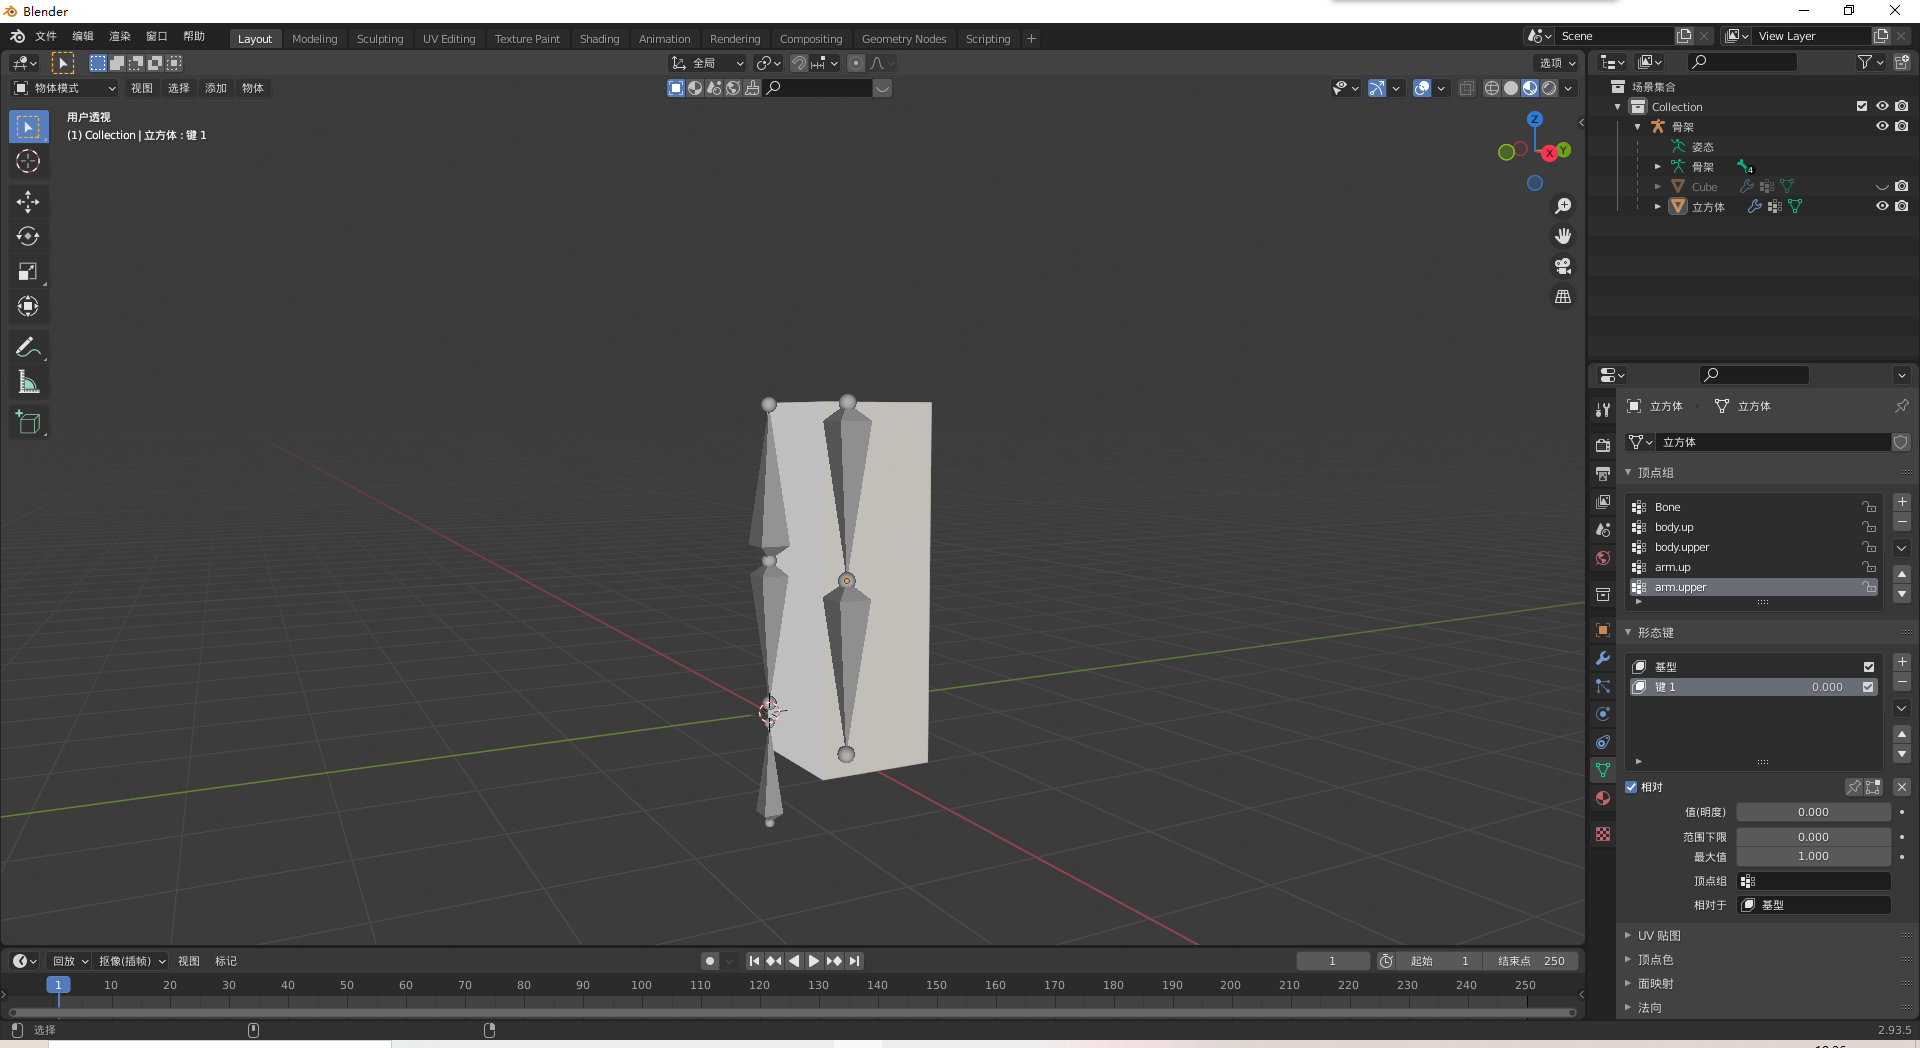 Blender
文件 编辑 渲染 窗口 帮助 Layout Modeling Sculpting UV Editing Texture Paint Shading Animation Rendering Compositing Geometry Nodes Scripting + Scene View Layer
全局 选项
物体模式 视图 选择 添加 物体
用户透视
(1) Collection | 立方体 : 键 1
Z
X
Y
场景集合
Collection
骨架
姿态
骨架 4
Cube
立方体
立方体 立方体
立方体
顶点组
Bone
body.up
body.upper
arm.up
arm.upper
形态键
基型
键 1 0.000
相对
值(明度) 0.000
范围下限 0.000
最大值 1.000
顶点组
相对于 基型
UV 贴图
顶点色
面映射
法向
回放 抠像(插帧) 视图 标记 1 起始 1 结束点 250
1 10 20 30 40 50 60 70 80 90 100 110 120 130 140 150 160 170 180 190 200 210 220 230 240 250
选择 2.93.5